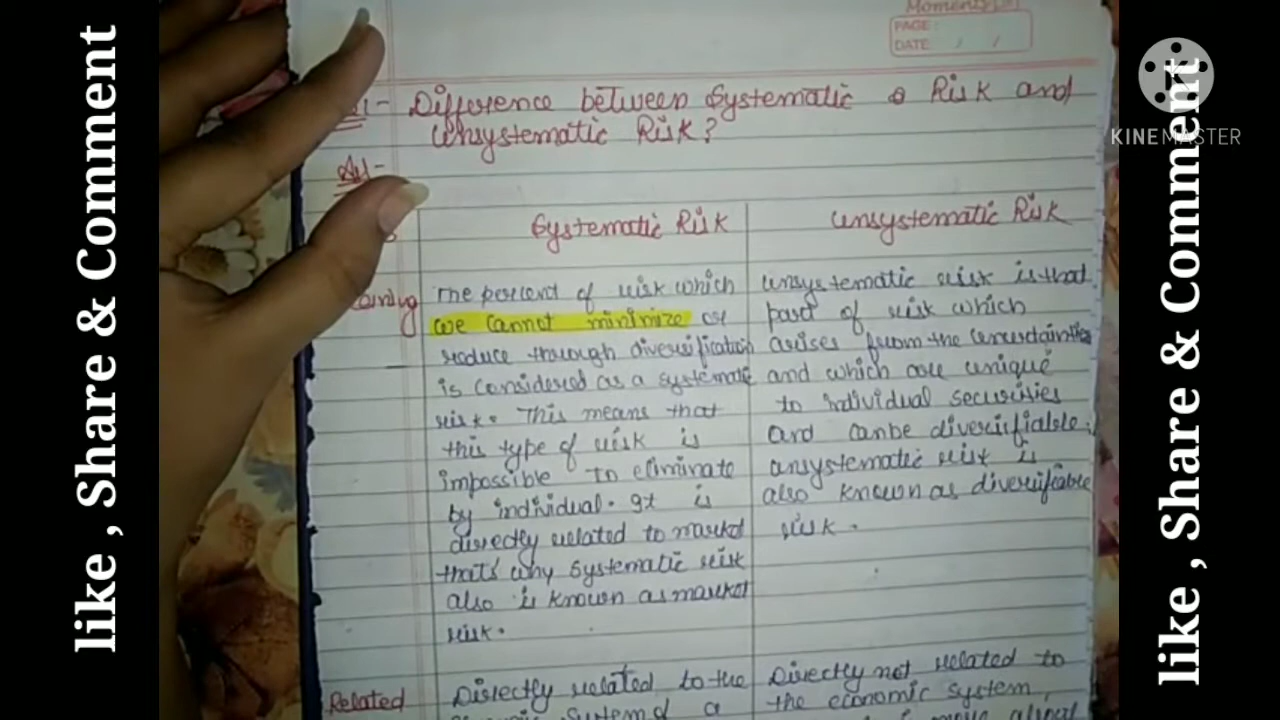 Moments
PAGE :
DATE: / /
Difference between Systematic Risk and
Unsystematic Risk?
Ans-
Systematic Risk
Unsystematic Risk
The percent of risk which
we cannot minimize or
reduce through diversification
is considered as a systematic
risk. This means that
this type of risk is
impossible to eliminate
by individual. It is
directly related to market
that's why systematic risk
also is known as market
risk.
Unsystematic risk is that
part of risk which
arises from the uncertainties
and which are unique
to individual securities
and canbe diversifiable.
unsystematic risk is
also known as diversifiable
risk.
Related
Directly related to the
system
a
Directly not related to
the economic system,
like , Share & Comment
like , Share & Comment
KINEMASTER